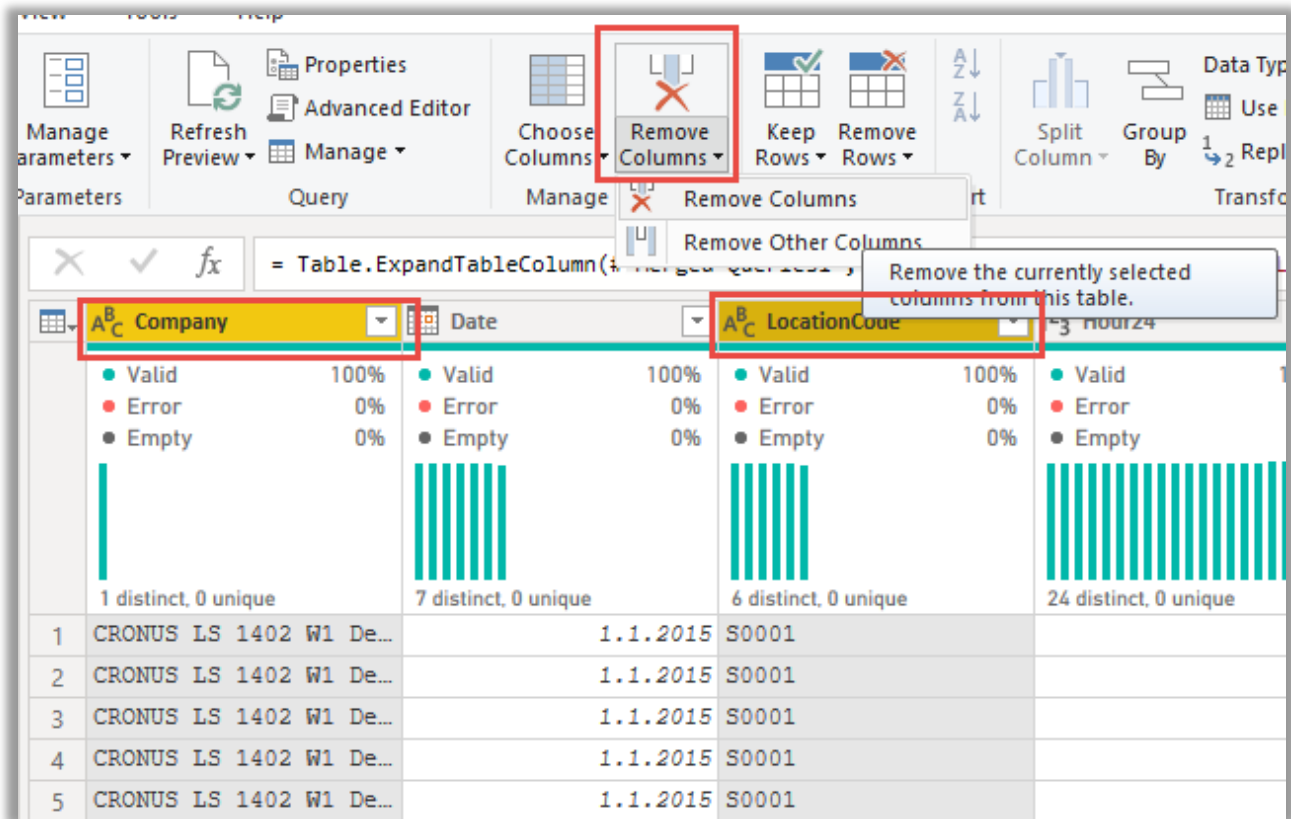 Properties
Advanced Editor
Manage
Manage
arameters
Refresh
Preview
Choose
Columns
Remove
Columns
Keep
Rows
Remove
Rows
A
Z
Z
A
Split
Column
Group
By
Data Typ
Use
1
2 Repl
Parameters
Query
Manage
rt
Transfo
Remove Columns
Remove Other Columns
fx
= Table.ExpandTableColumn(#
Remove the currently selected
columns from this table.
ABC Company
Date
ABC LocationCode
Hour24
Valid 100%
Error 0%
Empty 0%
1 distinct, 0 unique
Valid 100%
Error 0%
Empty 0%
7 distinct, 0 unique
Valid 100%
Error 0%
Empty 0%
6 distinct, 0 unique
Valid 1
Error
Empty
24 distinct, 0 unique
1 CRONUS LS 1402 W1 De… 1.1.2015 S0001
2 CRONUS LS 1402 W1 De… 1.1.2015 S0001
3 CRONUS LS 1402 W1 De… 1.1.2015 S0001
4 CRONUS LS 1402 W1 De… 1.1.2015 S0001
5 CRONUS LS 1402 W1 De… 1.1.2015 S0001